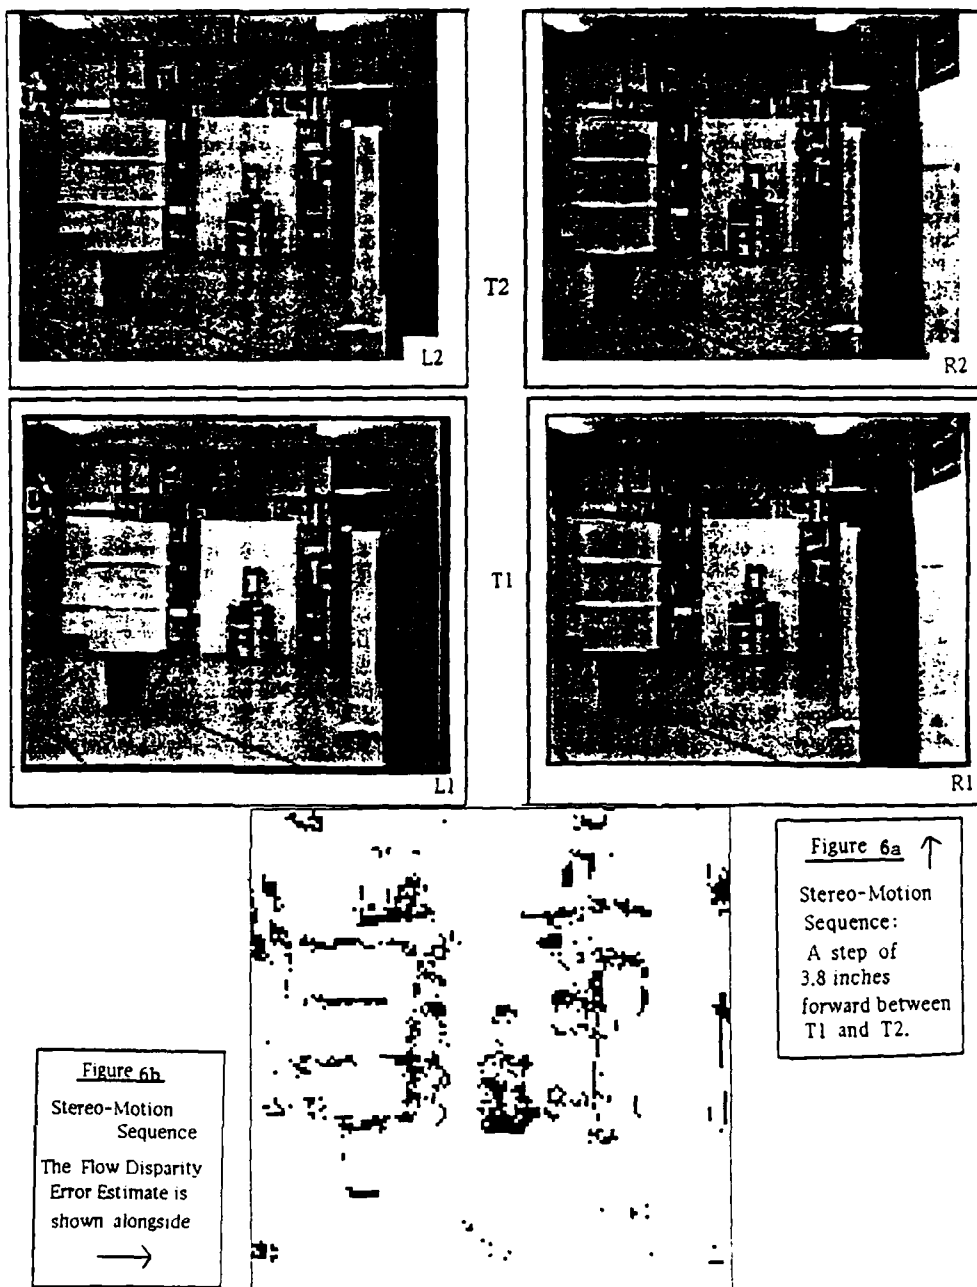 T2
L2
R2
T1
L1
R1
Figure 6a ↑
Stereo-Motion
Sequence:
A step of
3.8 inches
forward between
T1 and T2.
Figure 6b
Stereo-Motion
Sequence
The Flow Disparity
Error Estimate is
shown alongside
→